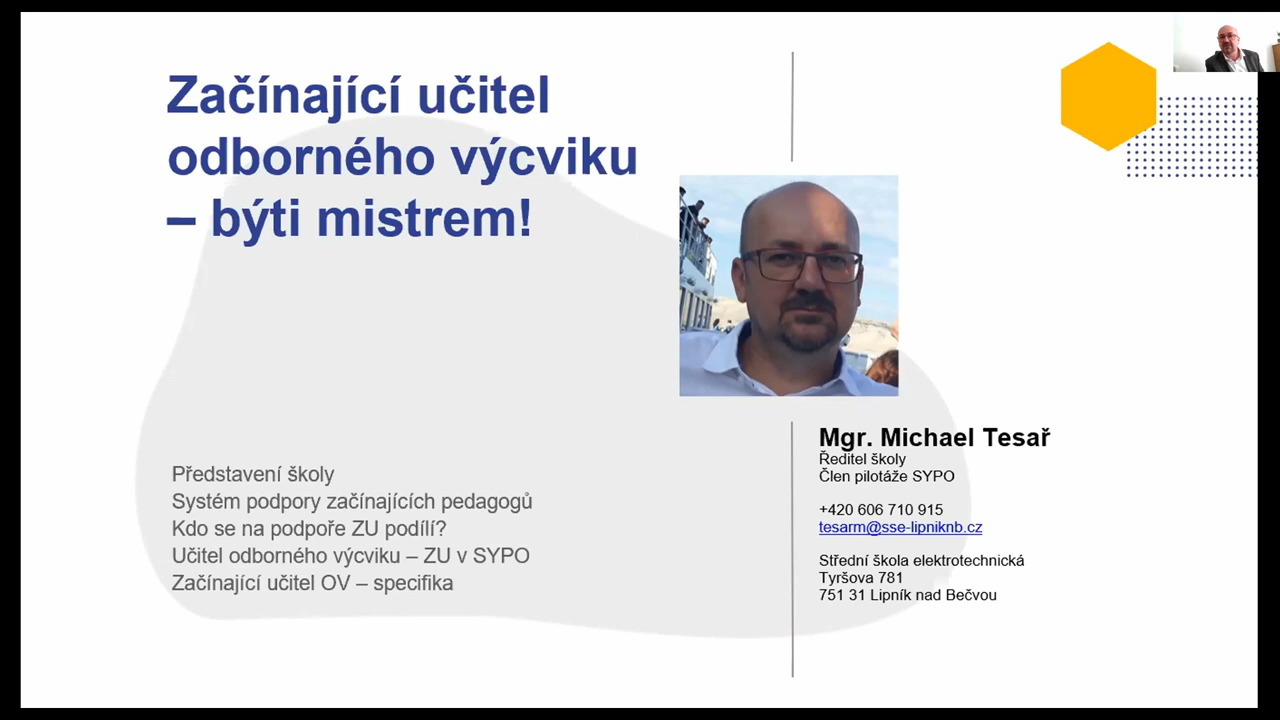 Začínající učitel
odborného výcviku
– býti mistrem!
Představení školy
Systém podpory začínajících pedagogů
Kdo se na podpoře ZU podílí?
Učitel odborného výcviku – ZU v SYPO
Začínající učitel OV – specifika
Mgr. Michael Tesař
Ředitel školy
Člen pilotáže SYPO
+420 606 710 915
tesarm@sse-lipniknb.cz
Střední škola elektrotechnická
Tyršova 781
751 31 Lipník nad Bečvou